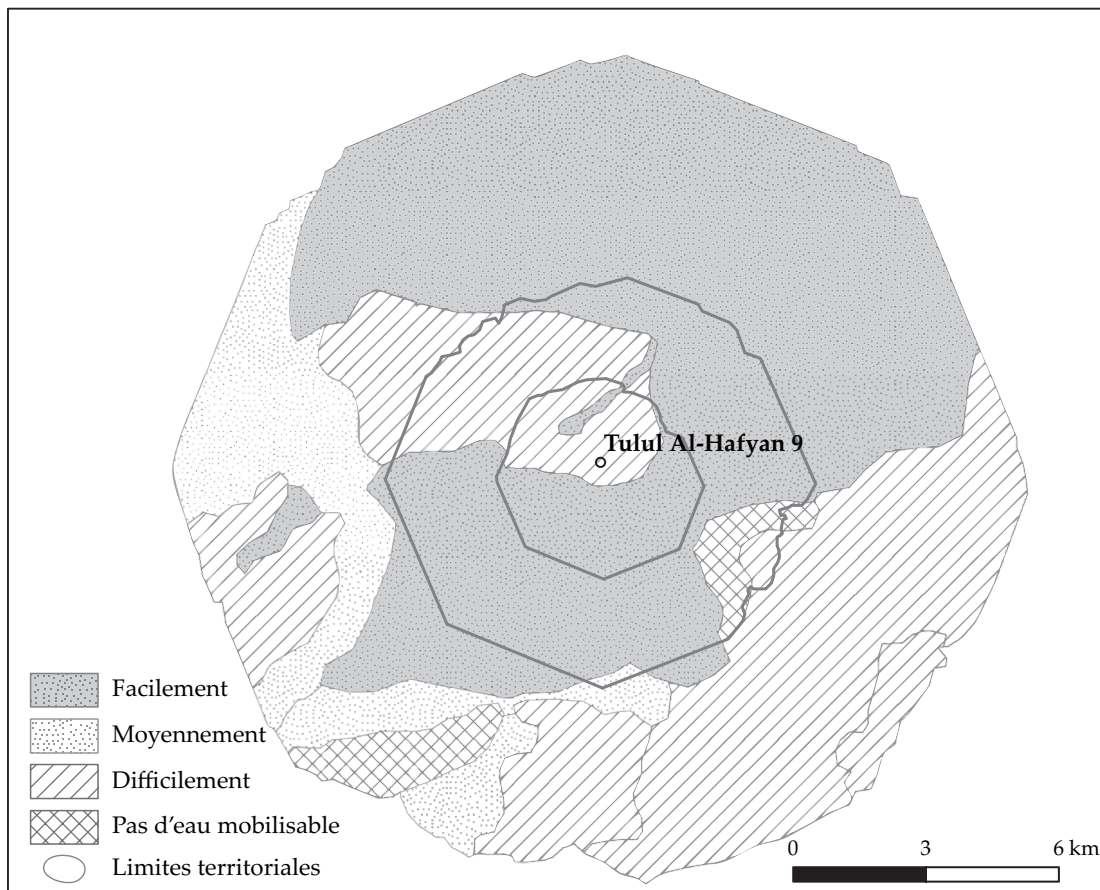 Tulul Al-Hafyan 9
Facilement
Moyennement
Difficilement
Pas d'eau mobilisable
Limites territoriales
0 3 6 km